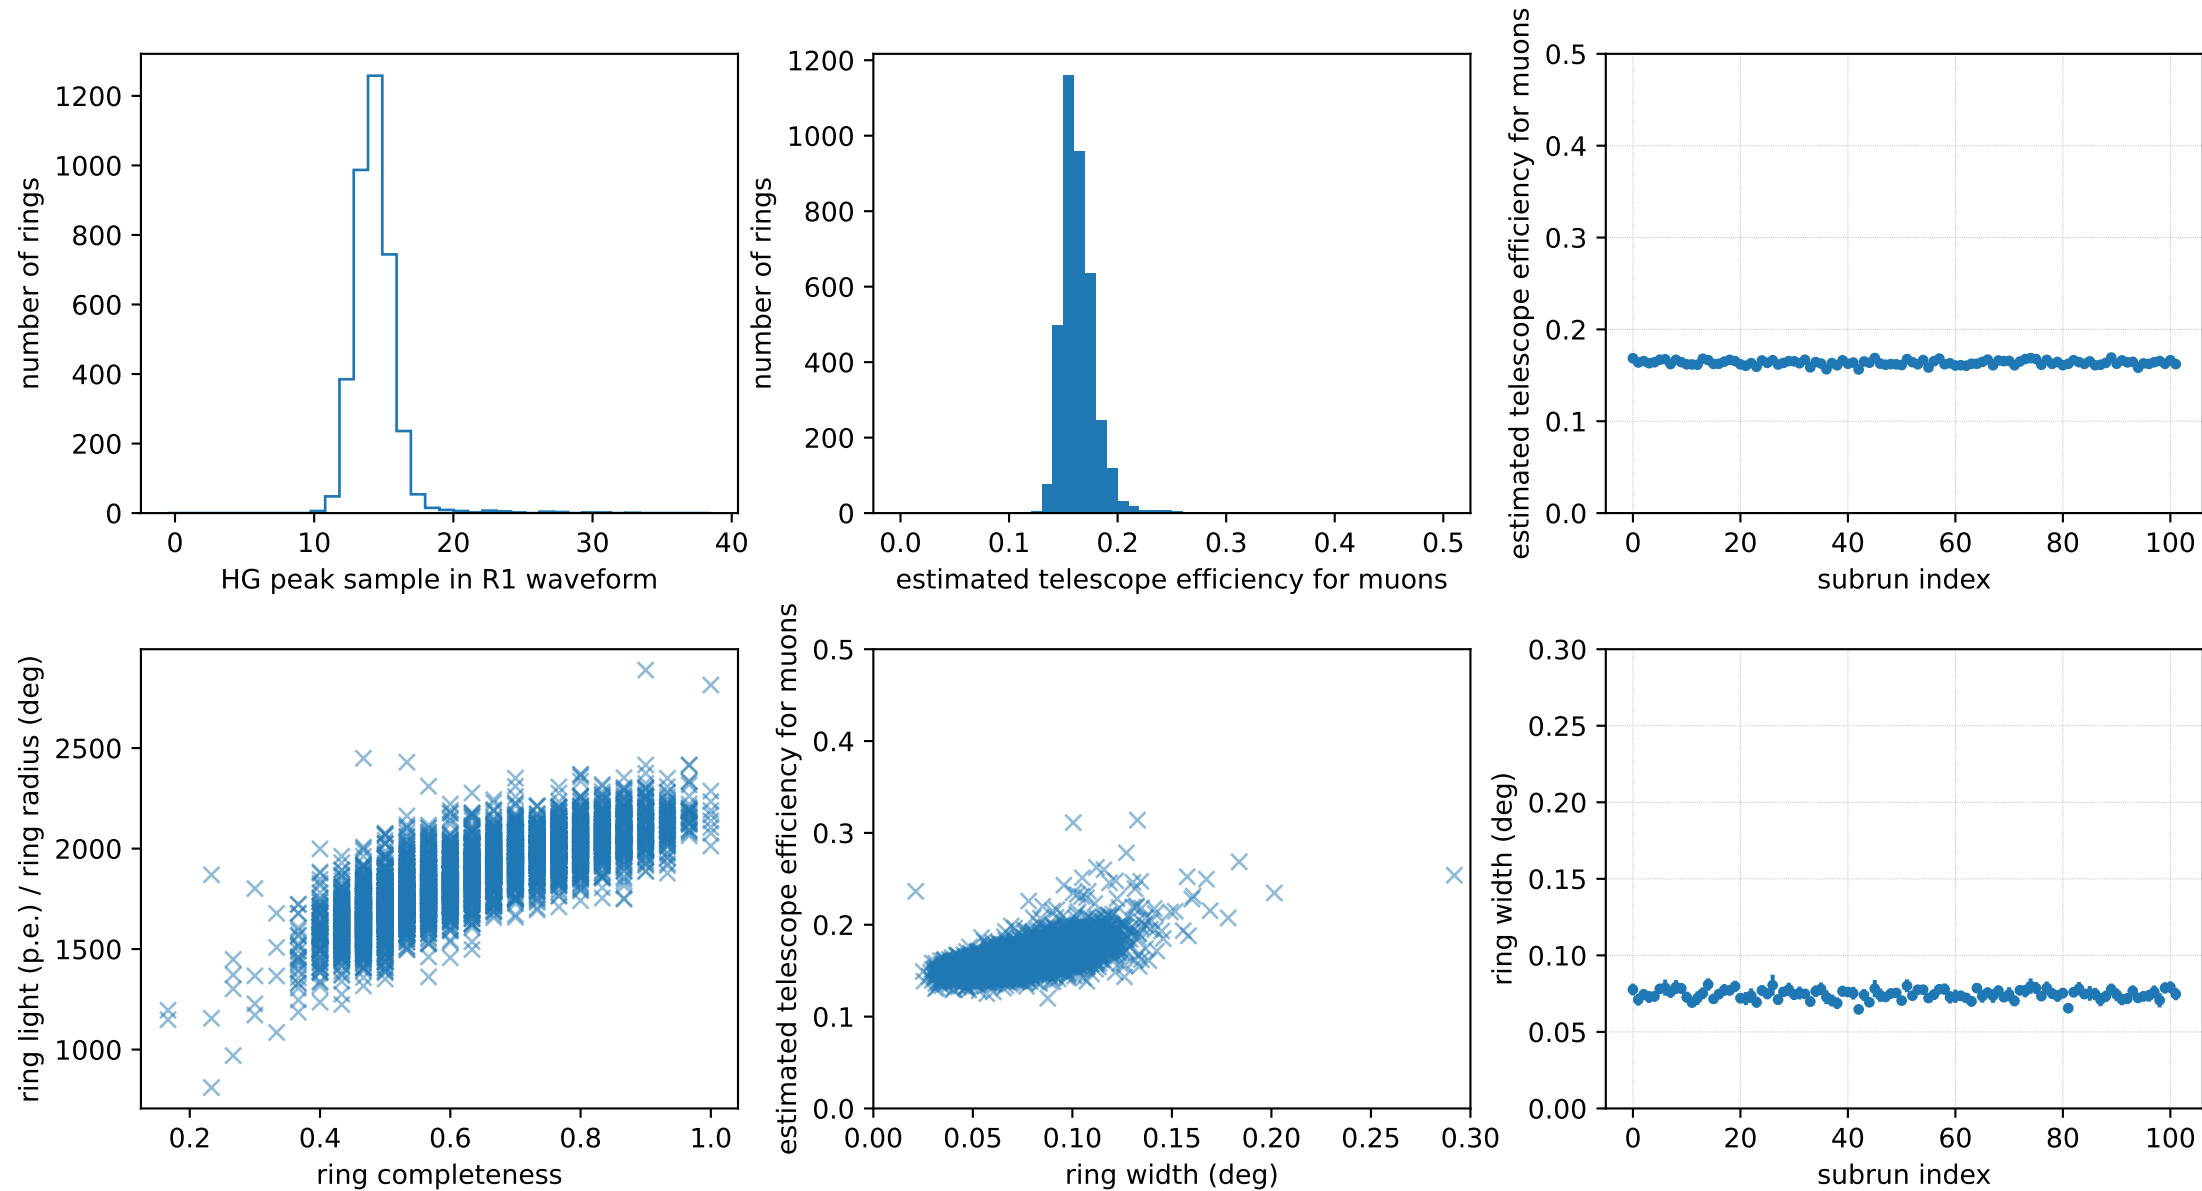 number of rings
1200
1000
800
600
400
200
0
0 10 20 30 40
HG peak sample in R1 waveform
number of rings
1200
1000
800
600
400
200
0
0.0 0.1 0.2 0.3 0.4 0.5
estimated telescope efficiency for muons
estimated telescope efficiency for muons
0.5
0.4
0.3
0.2
0.1
0.0
0 20 40 60 80 100
subrun index
ring light (p.e.) / ring radius (deg)
2500
2000
1500
1000
0.2 0.4 0.6 0.8 1.0
ring completeness
estimated telescope efficiency for muons
0.5
0.4
0.3
0.2
0.1
0.0
0.00 0.05 0.10 0.15 0.20 0.25 0.30
ring width (deg)
ring width (deg)
0.30
0.25
0.20
0.15
0.10
0.05
0.00
0 20 40 60 80 100
subrun index